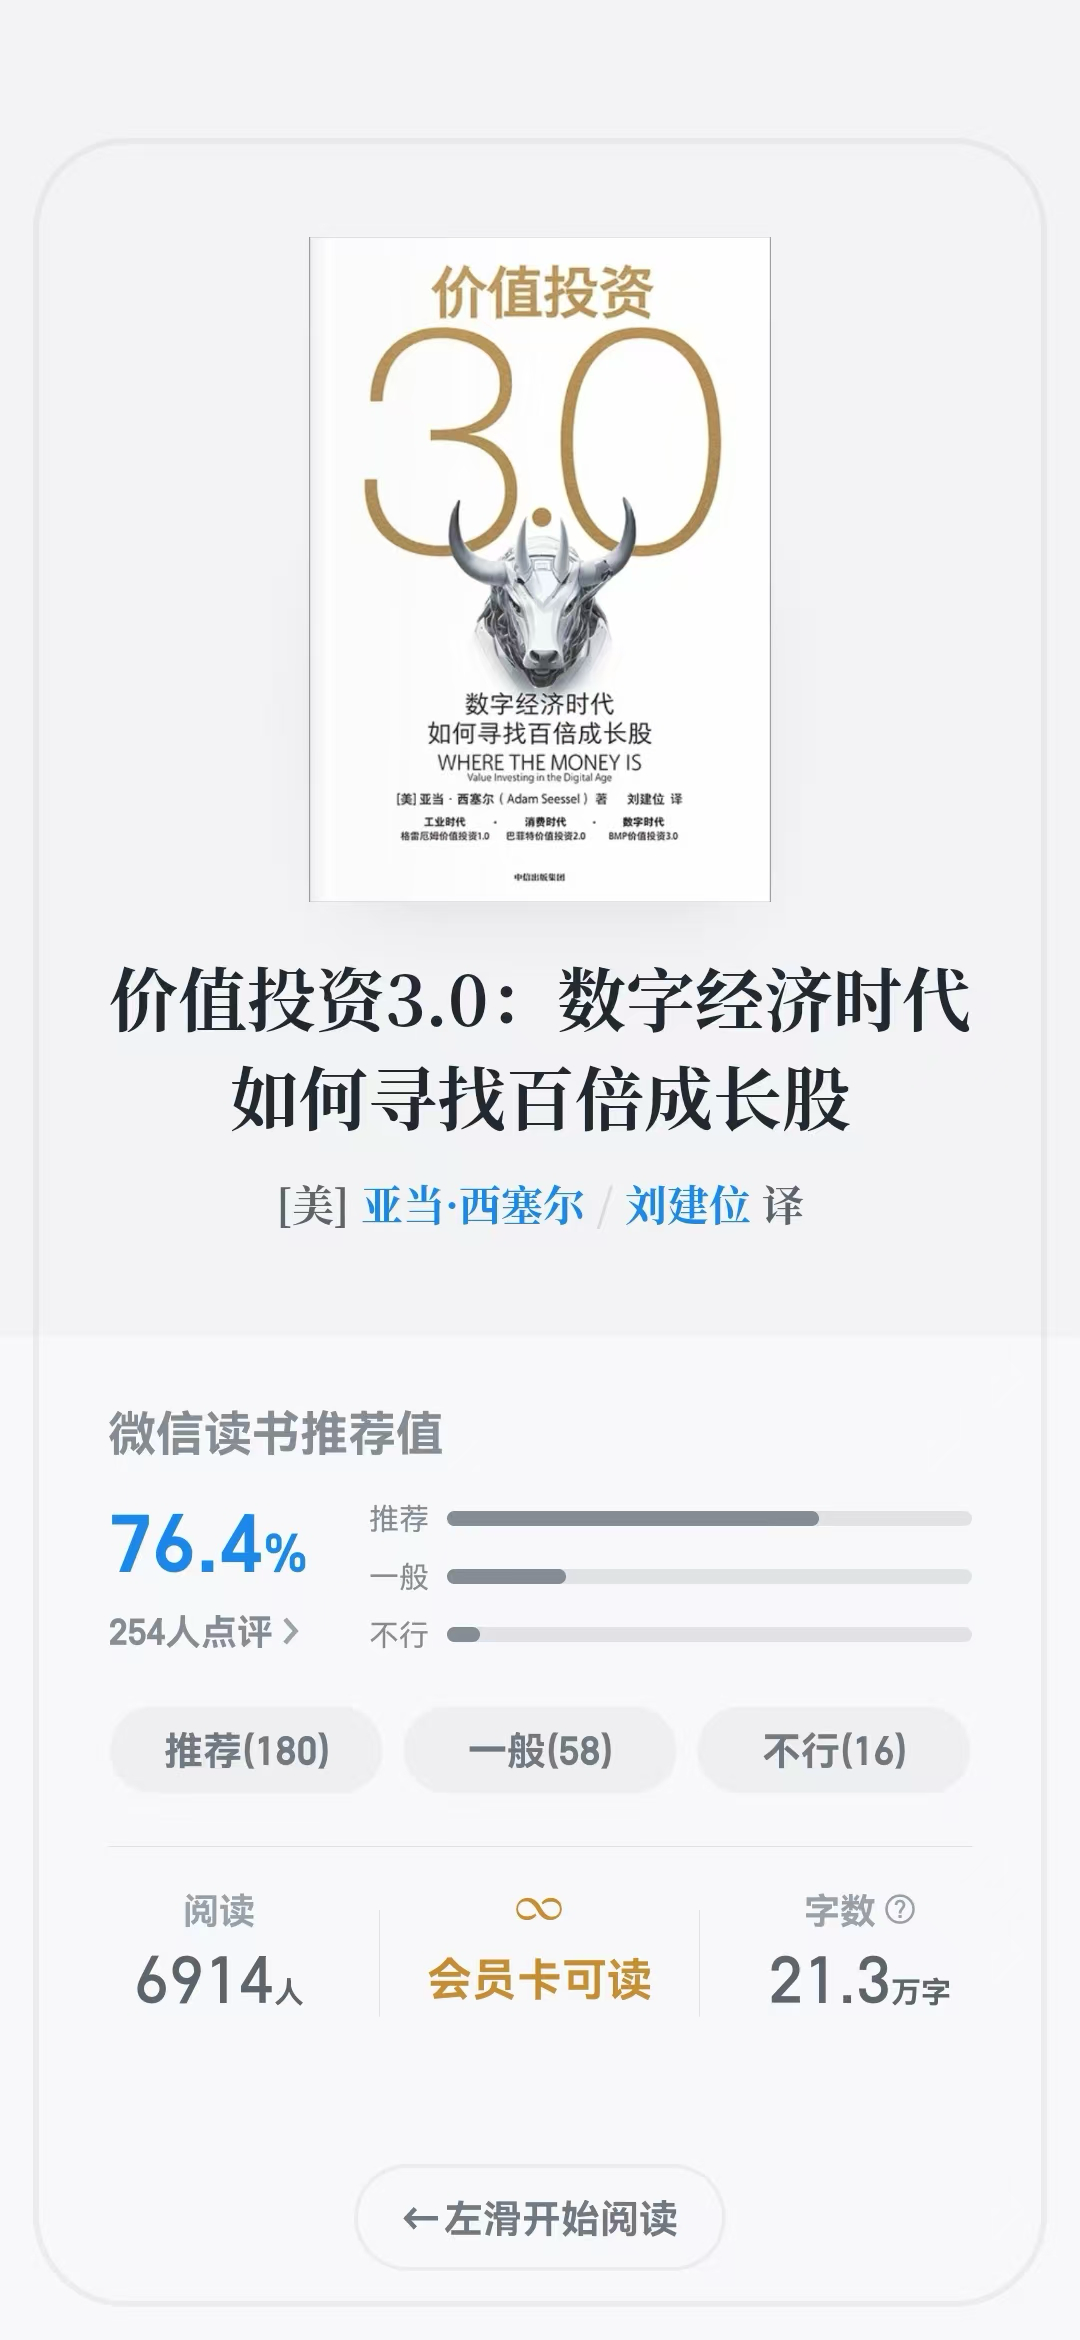 价值投资
3.0
数字经济时代
如何寻找百倍成长股
WHERE THE MONEY IS
Value Investing in the Digital Age
[美] 亚当·西塞尔（Adam Seessel）著 刘建位 译
工业时代 · 消费时代 · 数字时代
格雷厄姆价值投资1.0 巴菲特价值投资2.0 BMP价值投资3.0
中信出版集团
价值投资3.0：数字经济时代
如何寻找百倍成长股
[美] 亚当·西塞尔 / 刘建位 译
微信读书推荐值
76.4%
254人点评 >
推荐
一般
不行
推荐(180) 一般(58) 不行(16)
阅读 ∞ 字数 ?
6914人 会员卡可读 21.3万字
←左滑开始阅读